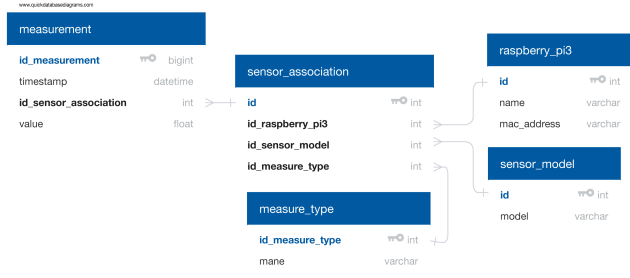 www.quickdatabasediagrams.com
measurement
id_measurement bigint
timestamp datetime
id_sensor_association int
value float
sensor_association
id int
id_raspberry_pi3 int
id_sensor_model int
id_measure_type int
raspberry_pi3
id int
name varchar
mac_address varchar
sensor_model
id int
model varchar
measure_type
id_measure_type int
mane varchar